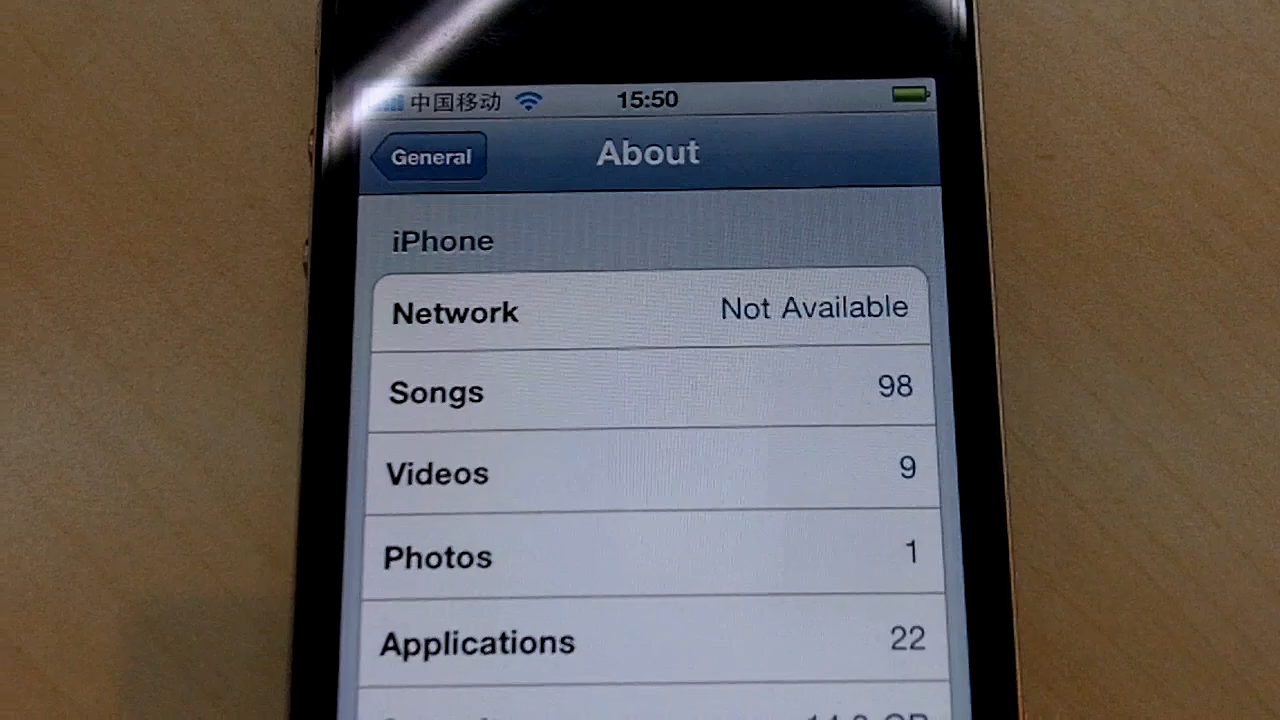 中国移动 15:50
General About
iPhone
Network Not Available
Songs 98
Videos 9
Photos 1
Applications 22